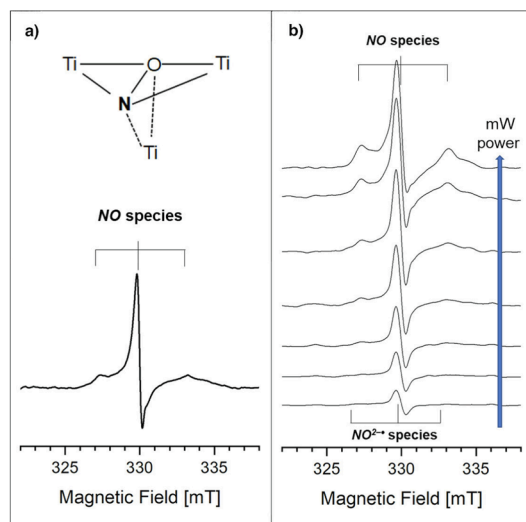 a)
Ti
O
Ti
N
Ti
NO species
325
330
335
Magnetic Field [mT]
b)
NO species
mW
power
NO²⁻• species
325
330
335
Magnetic Field [mT]